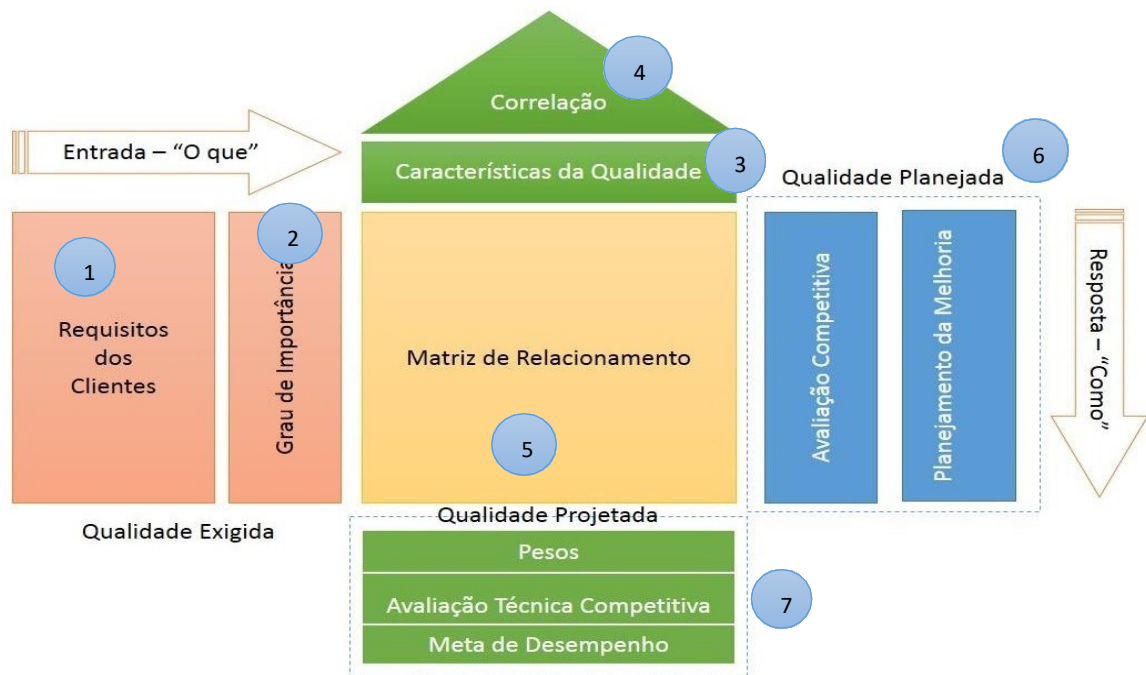 4
Correlação
Entrada – “O que”
3
Características da Qualidade
6
Qualidade Planejada
1
Requisitos
dos
Clientes
2
Grau de Importância
Matriz de Relacionamento
5
Avaliação Competitiva
Planejamento da Melhoria
Resposta – “Como”
Qualidade Exigida
Qualidade Projetada
Pesos
Avaliação Técnica Competitiva
7
Meta de Desempenho